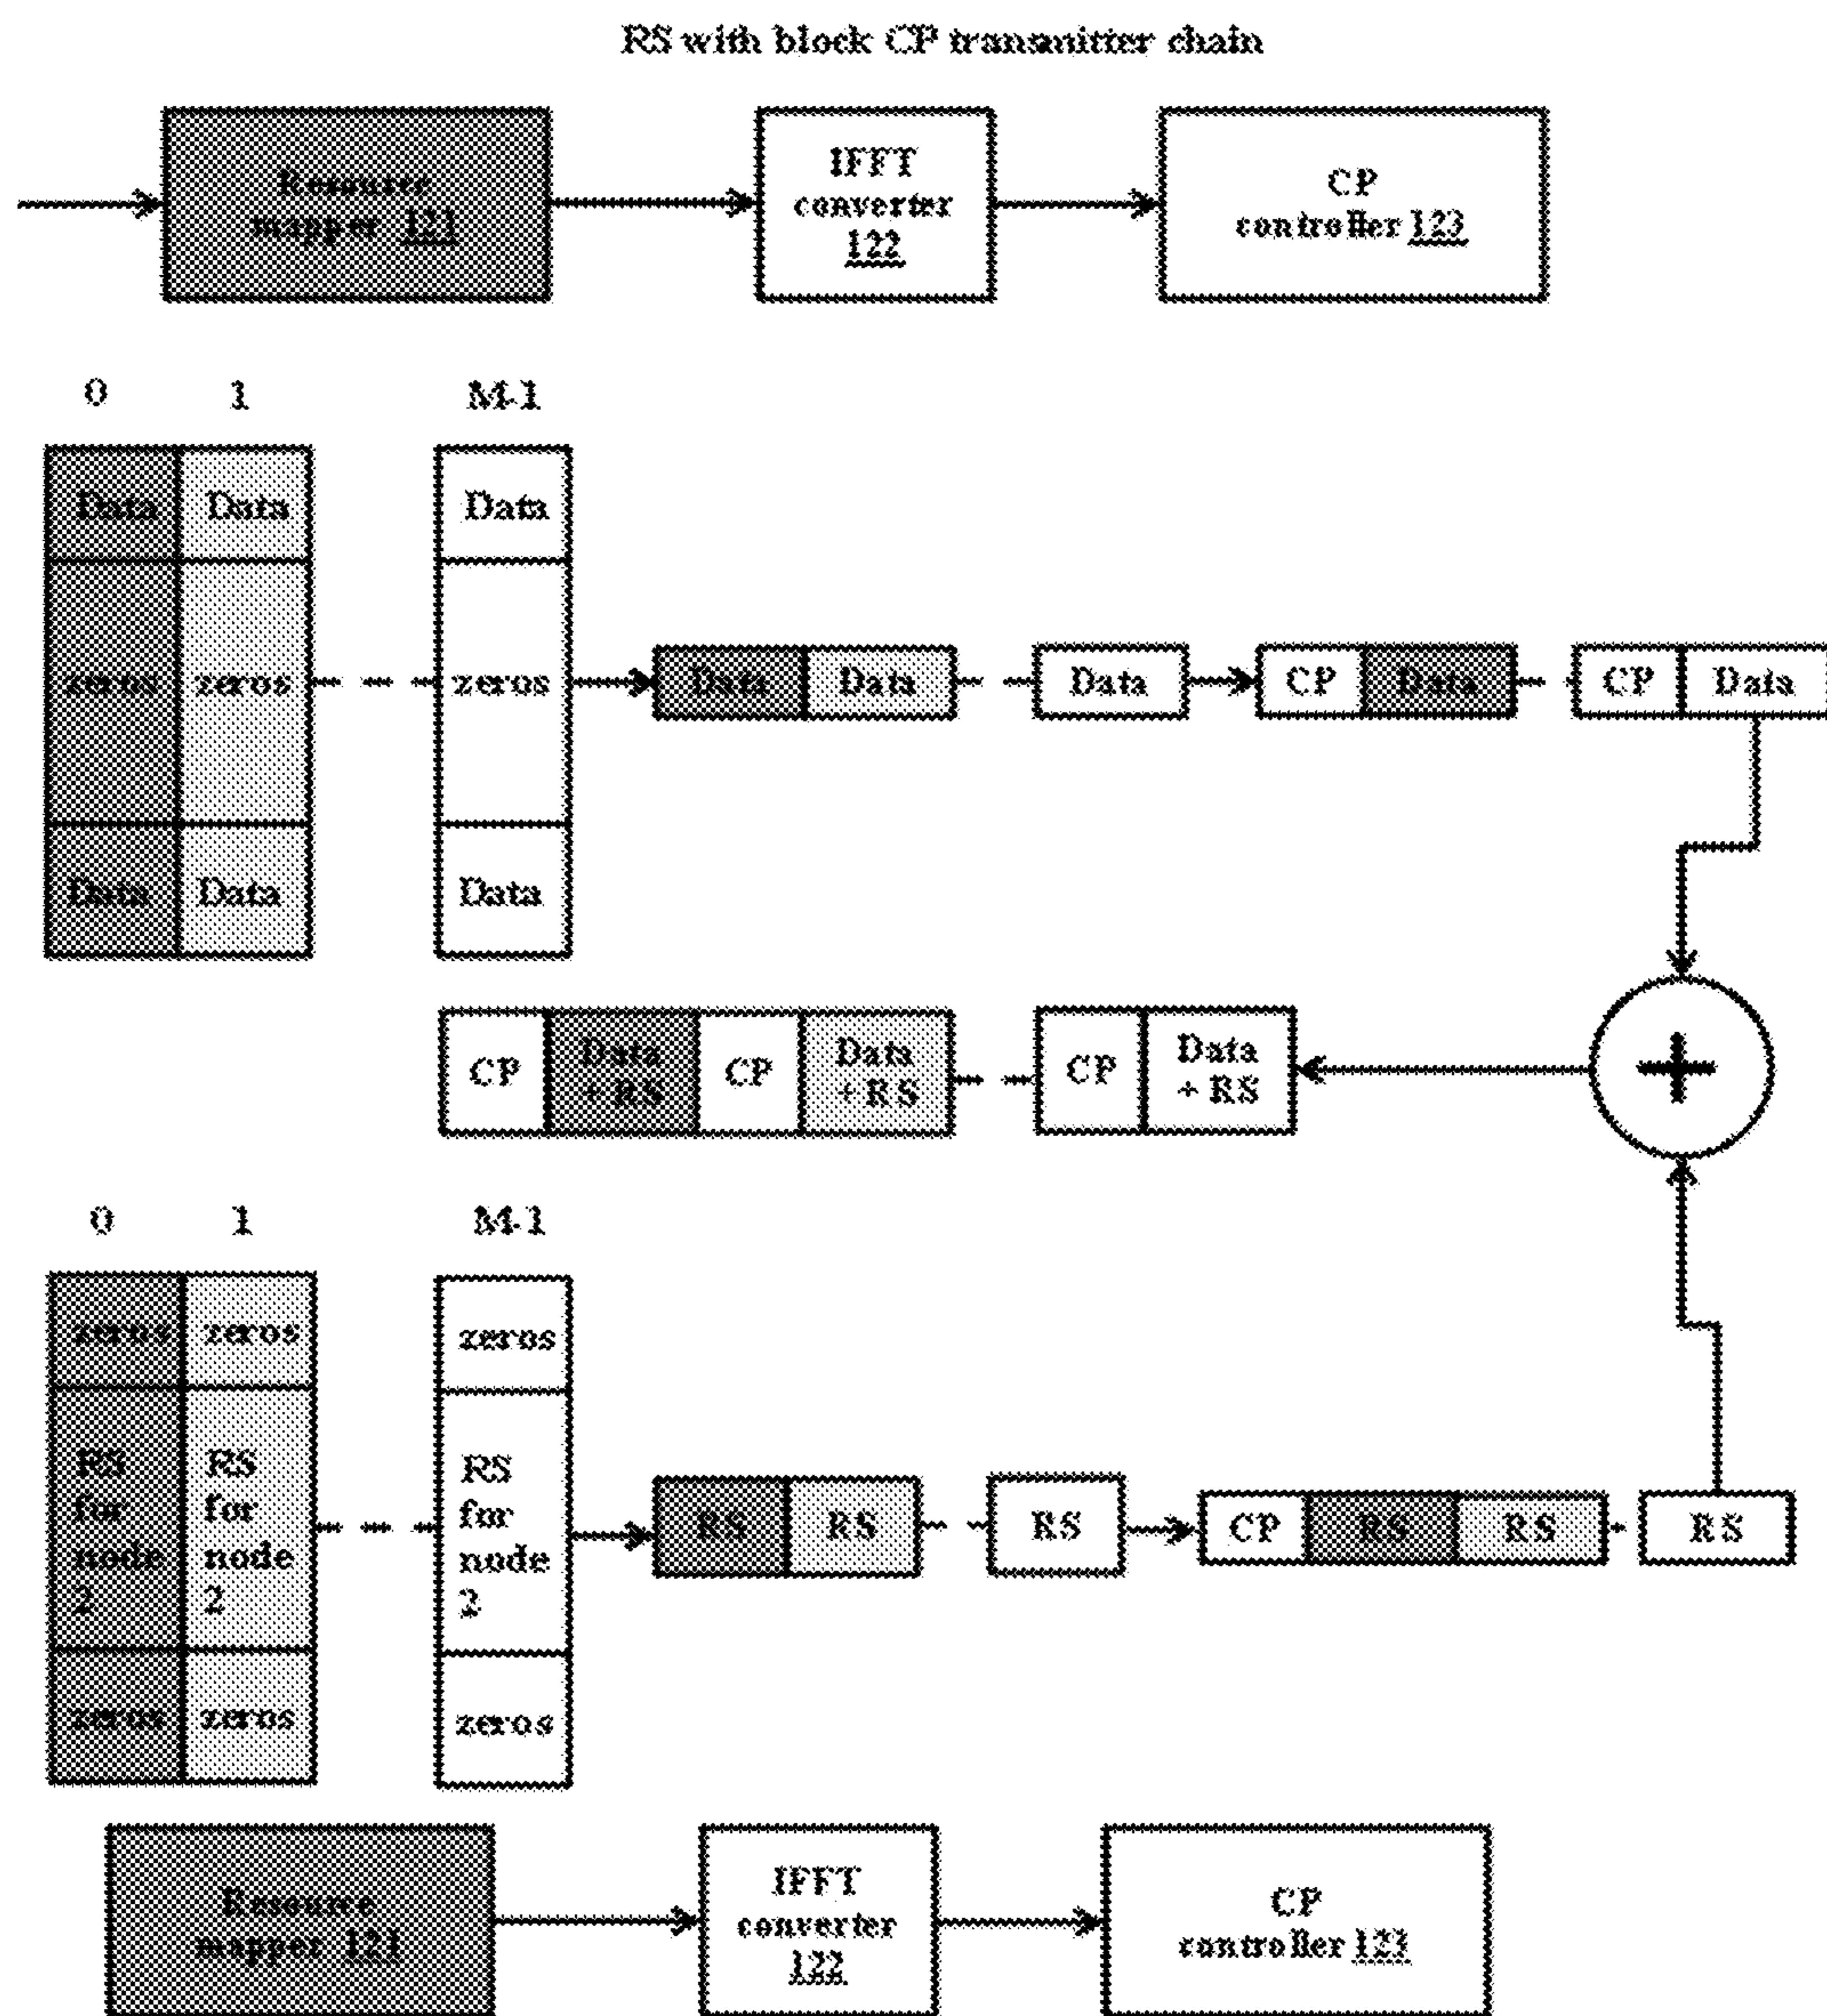 RS with block CP transmitter chain
Resource
mapper 121
IFFT
converter
122
CP
controller 123
0 1 M-1
Data Data Data
zeros zeros zeros
Data Data Data CP Data CP Data
Data Data Data
CP Data + RS CP Data + RS CP Data + RS
+
0 1 M-1
zeros zeros zeros
RS for node 2 RS for node 2 RS for node 2
RS RS RS CP RS RS RS
zeros zeros zeros
Resource
mapper 121
IFFT
converter
122
CP
controller 123